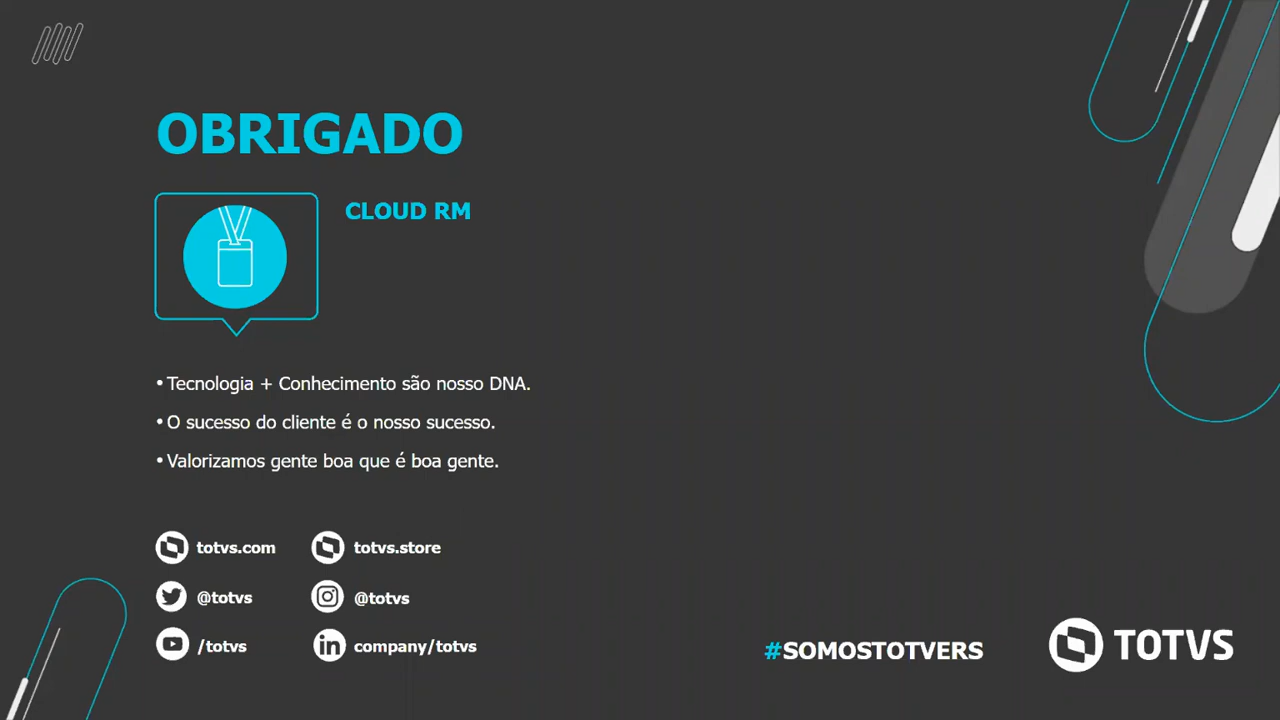 OBRIGADO
CLOUD RM
• Tecnologia + Conhecimento são nosso DNA.
• O sucesso do cliente é o nosso sucesso.
• Valorizamos gente boa que é boa gente.
totvs.com
totvs.store
@totvs
@totvs
/totvs
company/totvs
#SOMOSTOTVERS
TOTVS